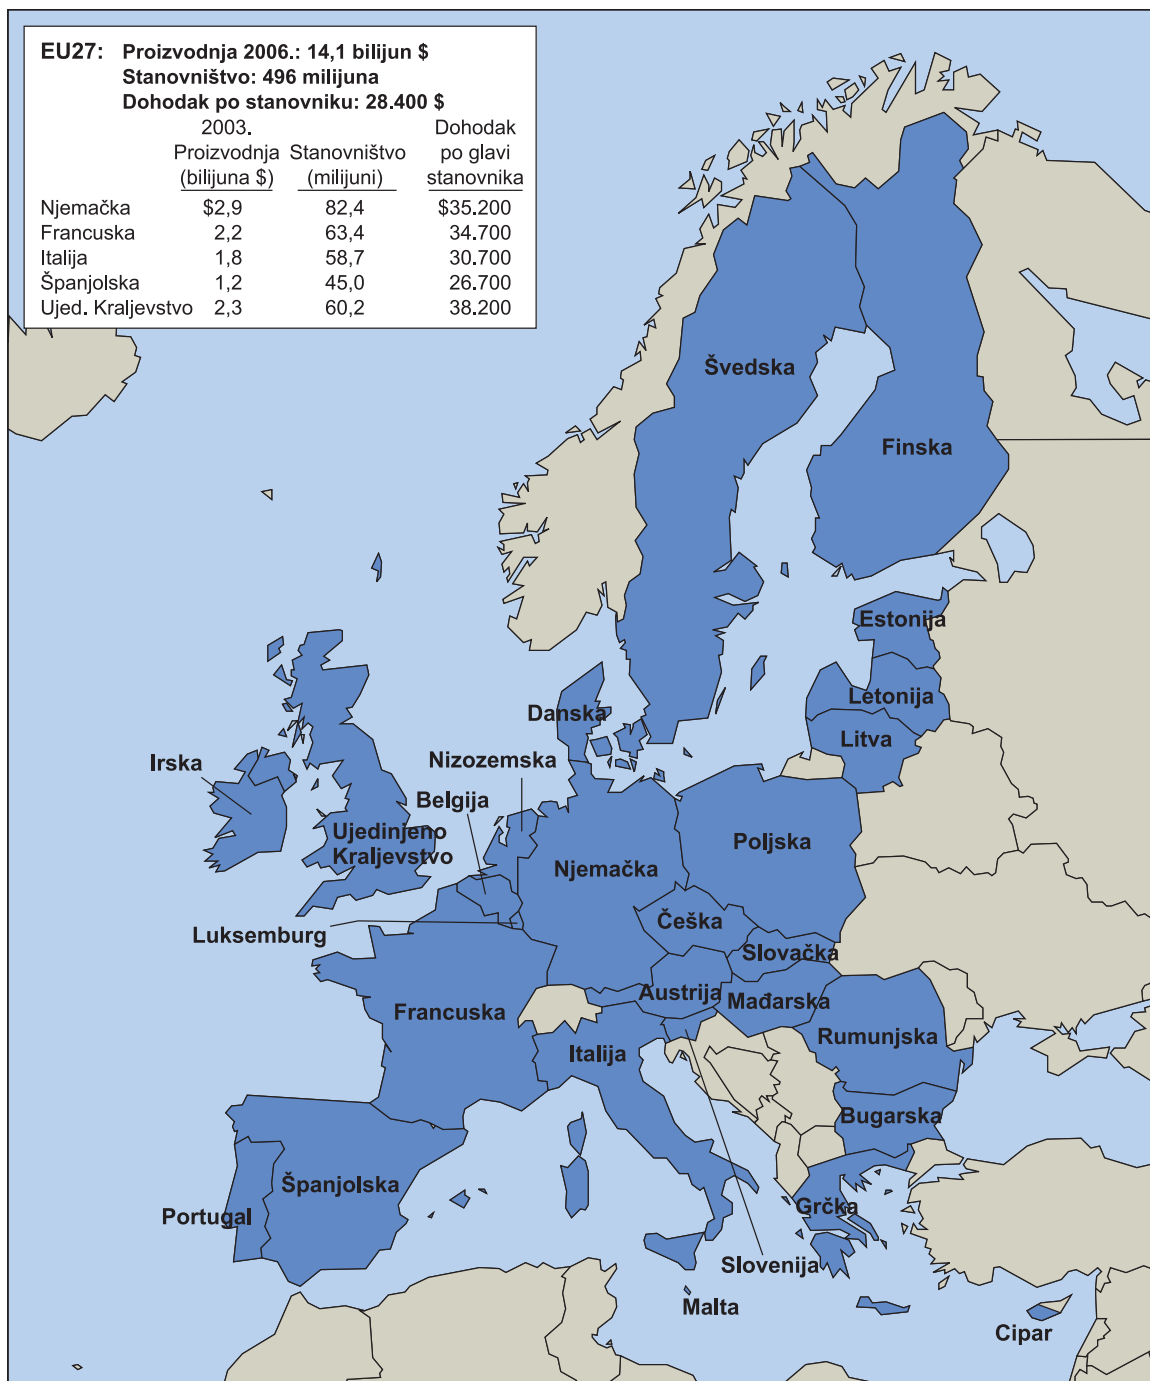 EU27: Proizvodnja 2006.: 14,1 bilijun $
Stanovništvo: 496 milijuna
Dohodak po stanovniku: 28.400 $
2003. Dohodak
Proizvodnja Stanovništvo po glavi
(bilijuna $) (milijuni) stanovnika
Njemačka $2,9 82,4 $35.200
Francuska 2,2 63,4 34.700
Italija 1,8 58,7 30.700
Španjolska 1,2 45,0 26.700
Ujed. Kraljevstvo 2,3 60,2 38.200
Švedska
Finska
Estonija
Letonija
Danska
Litva
Nizozemska
Irska
Belgija
Ujedinjeno
Kraljevstvo
Poljska
Njemačka
Češka
Luksemburg
Slovačka
Austrija
Mađarska
Francuska
Rumunjska
Italija
Bugarska
Španjolska
Grčka
Portugal
Slovenija
Malta
Cipar